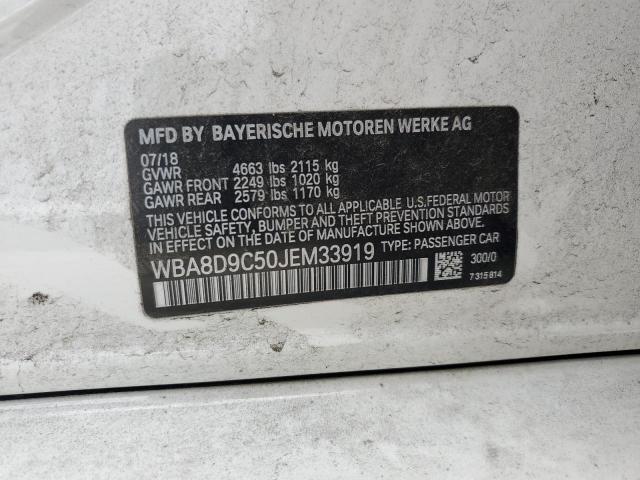 MFD BY BAYERISCHE MOTOREN WERKE AG
07/18
GVWR 4663 lbs 2115 kg
GAWR FRONT 2249 lbs 1020 kg
GAWR REAR 2579 lbs 1170 kg
THIS VEHICLE CONFORMS TO ALL APPLICABLE U.S.FEDERAL MOTOR
VEHICLE SAFETY, BUMPER AND THEFT PREVENTION STANDARDS
IN EFFECT ON THE DATE OF MANUFACTURE SHOWN ABOVE.
WBA8D9C50JEM33919 TYPE: PASSENGER CAR
300/0
7 315 814